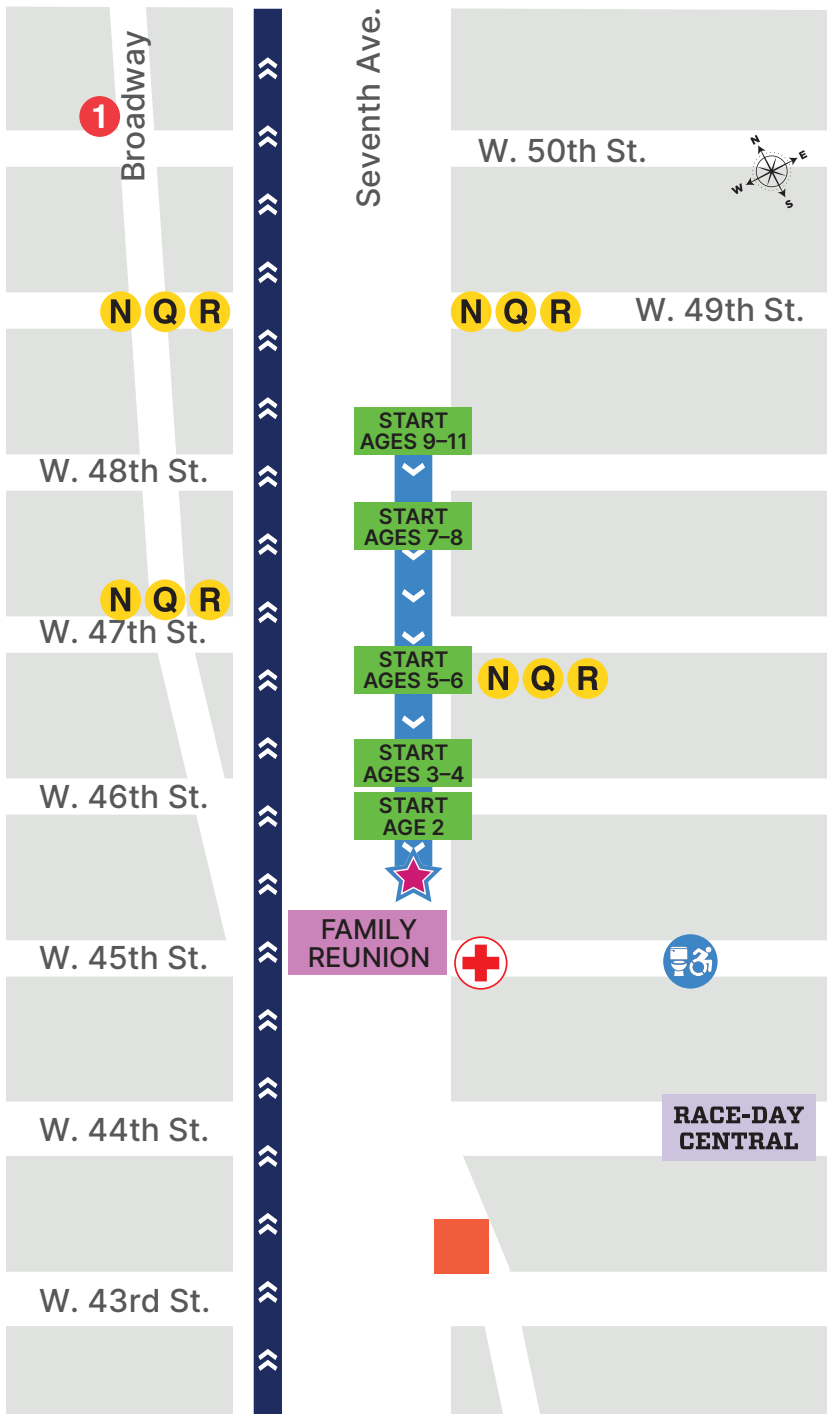 Broadway
Seventh Ave.
1
W. 50th St.
N
E
W
S
N Q R
N Q R
W. 49th St.
START
AGES 9–11
W. 48th St.
START
AGES 7–8
N Q R
W. 47th St.
START
AGES 5–6
N Q R
START
AGES 3–4
W. 46th St.
START
AGE 2
FAMILY
REUNION
W. 45th St.
RACE-DAY
CENTRAL
W. 44th St.
W. 43rd St.